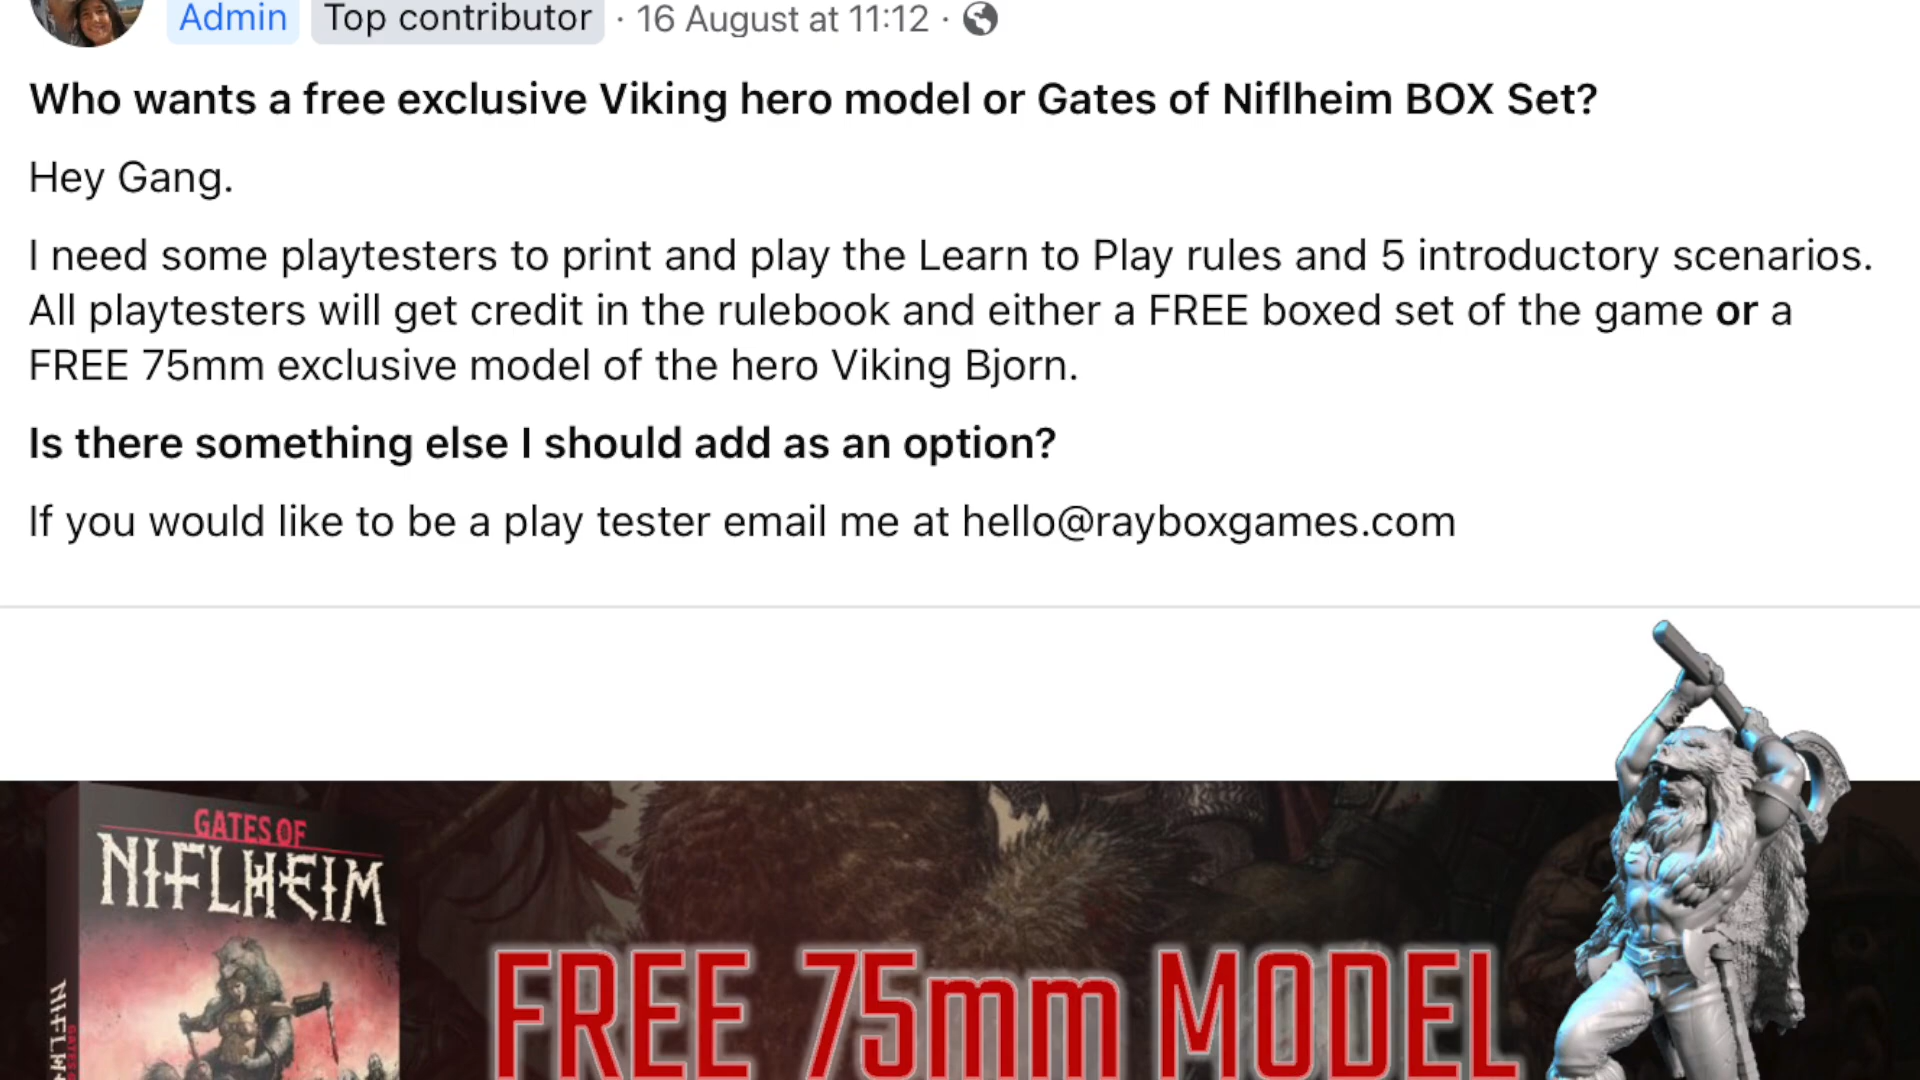 Admin Top contributor · 16 August at 11:12 ·
Who wants a free exclusive Viking hero model or Gates of Niflheim BOX Set?
Hey Gang.
I need some playtesters to print and play the Learn to Play rules and 5 introductory scenarios.
All playtesters will get credit in the rulebook and either a FREE boxed set of the game or a
FREE 75mm exclusive model of the hero Viking Bjorn.
Is there something else I should add as an option?
If you would like to be a play tester email me at hello@rayboxgames.com
GATES OF
NIFLHEIM
FREE 75mm MODEL